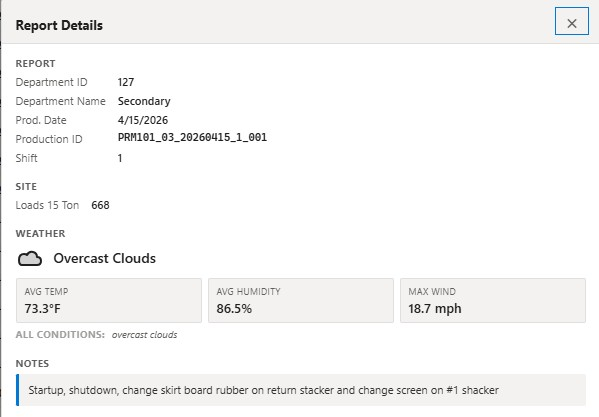 Report Details
REPORT
Department ID 127
Department Name Secondary
Prod. Date 4/15/2026
Production ID PRM101_03_20260415_1_001
Shift 1
SITE
Loads 15 Ton 668
WEATHER
Overcast Clouds
AVG TEMP AVG HUMIDITY MAX WIND
73.3°F 86.5% 18.7 mph
ALL CONDITIONS: overcast clouds
NOTES
Startup, shutdown, change skirt board rubber on return stacker and change screen on #1 shacker